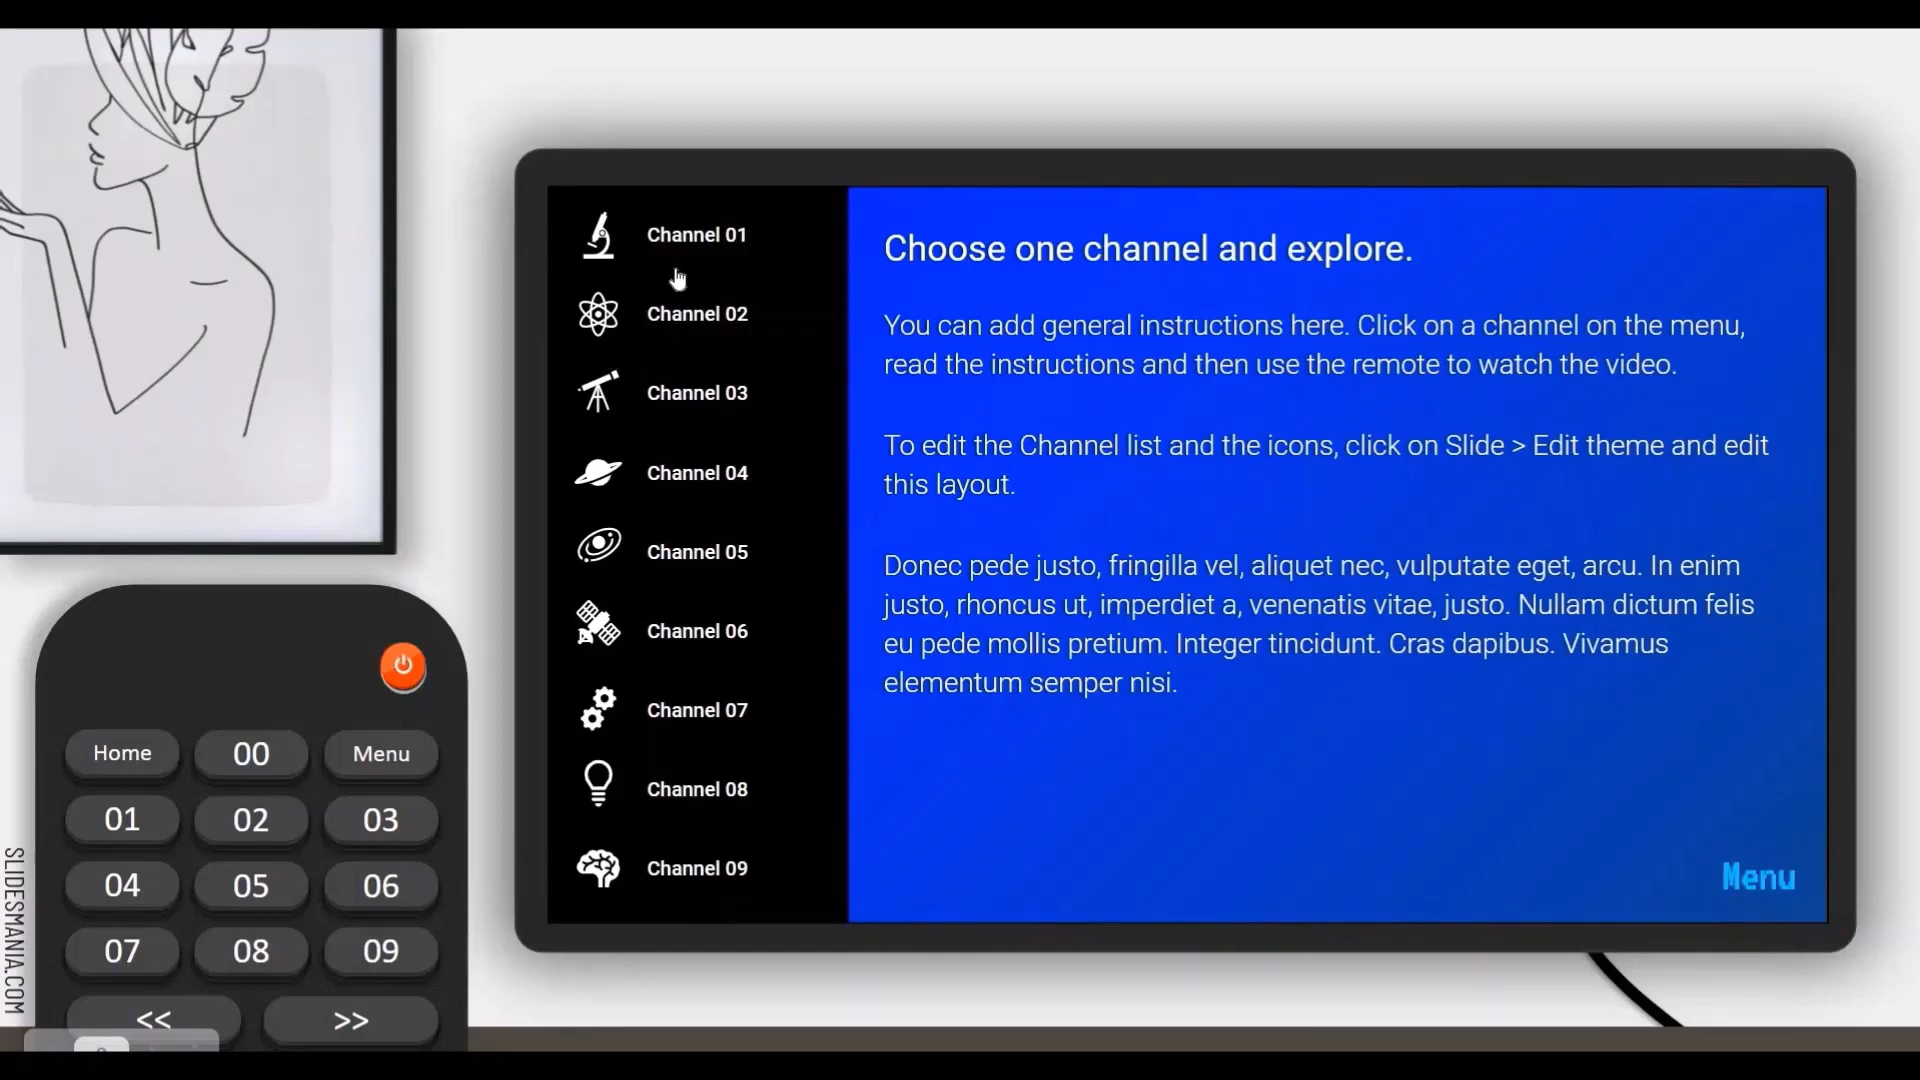 Channel 01
Channel 02
Channel 03
Channel 04
Channel 05
Channel 06
Channel 07
Channel 08
Channel 09
Choose one channel and explore.
You can add general instructions here. Click on a channel on the menu,
read the instructions and then use the remote to watch the video.
To edit the Channel list and the icons, click on Slide > Edit theme and edit
this layout.
Donec pede justo, fringilla vel, aliquet nec, vulputate eget, arcu. In enim
justo, rhoncus ut, imperdiet a, venenatis vitae, justo. Nullam dictum felis
eu pede mollis pretium. Integer tincidunt. Cras dapibus. Vivamus
elementum semper nisi.
Menu
Home 00 Menu
01 02 03
04 05 06
07 08 09
<< >>
SLIDESMANIA.COM